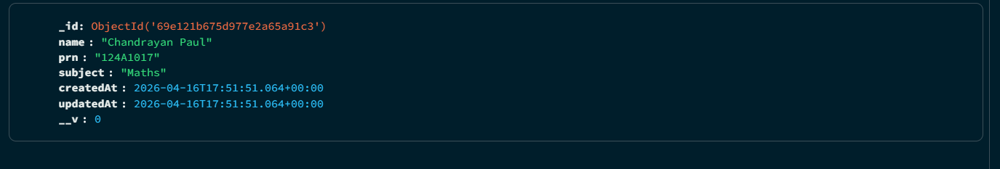 _id: ObjectId('69e121b675d977e2a65a91c3')
name : "Chandrayan Paul"
prn : "124A1017"
subject : "Maths"
createdAt : 2026-04-16T17:51:51.064+00:00
updatedAt : 2026-04-16T17:51:51.064+00:00
__v : 0